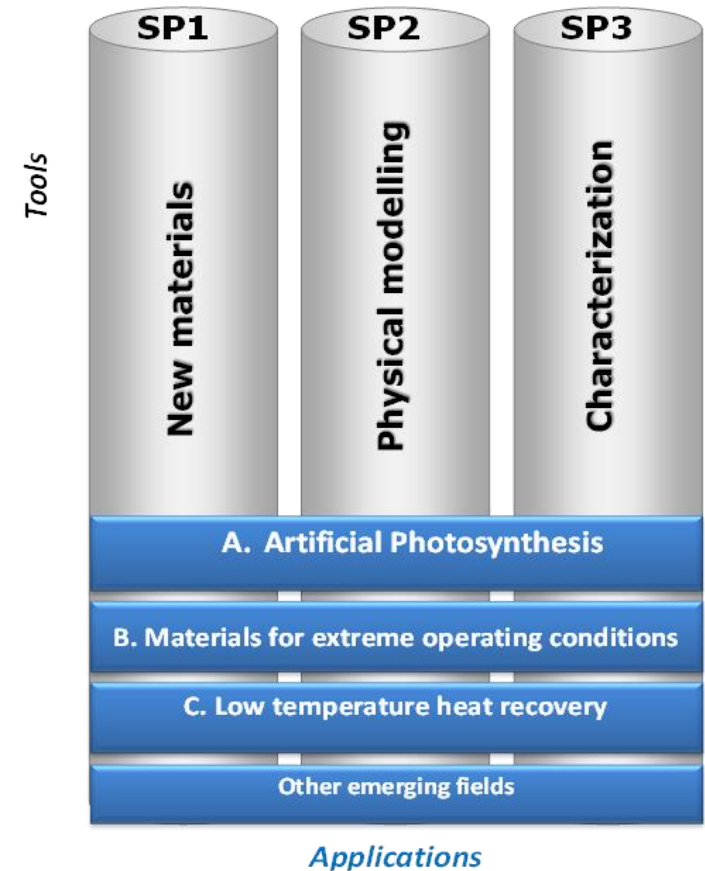 SP1
SP2
SP3
Tools
New materials
Physical modelling
Characterization
A. Artificial Photosynthesis
B. Materials for extreme operating conditions
C. Low temperature heat recovery
Other emerging fields
Applications